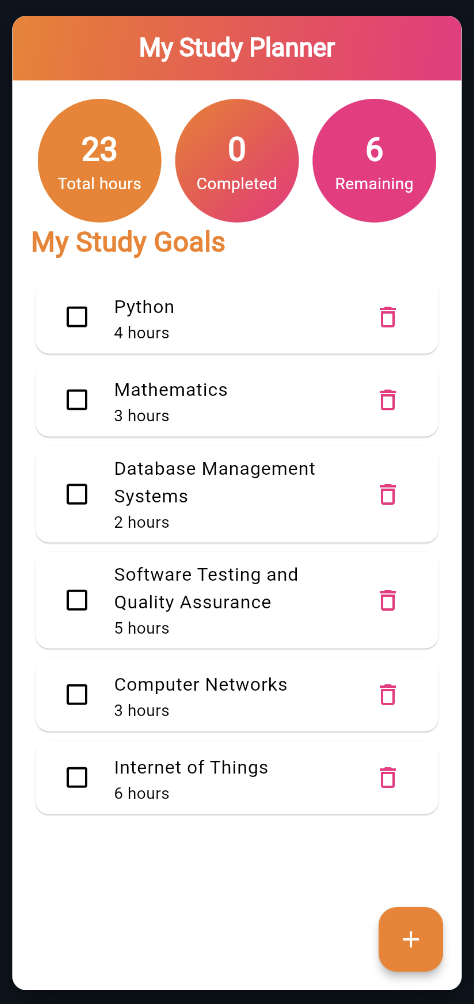 My Study Planner
23
Total hours
0
Completed
6
Remaining
My Study Goals
Python
4 hours
Mathematics
3 hours
Database Management
Systems
2 hours
Software Testing and
Quality Assurance
5 hours
Computer Networks
3 hours
Internet of Things
6 hours
+